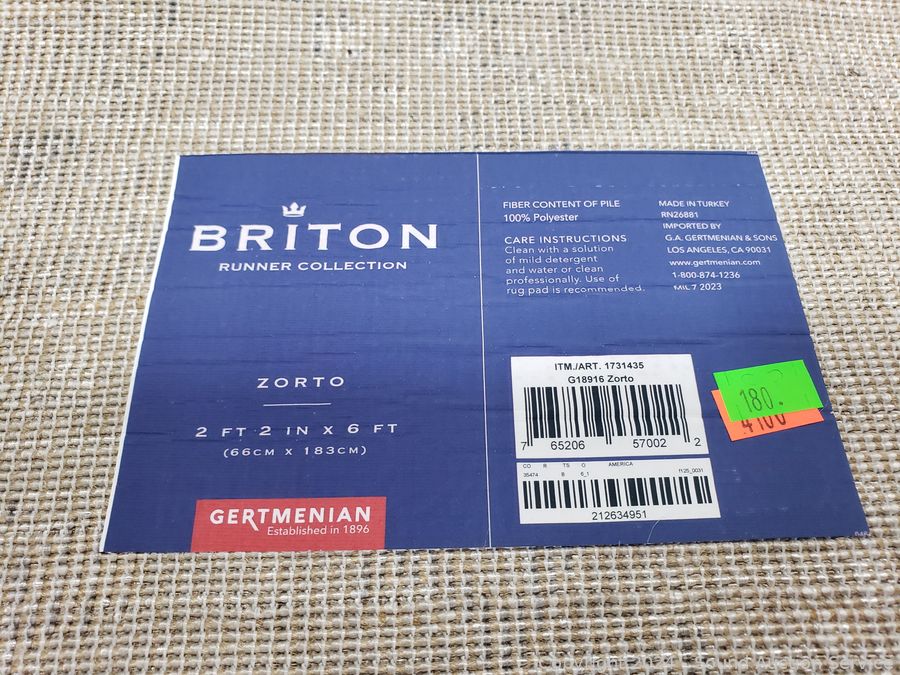 BRITON
RUNNER COLLECTION
ZORTO
2 FT 2 IN X 6 FT
(66CM X 183CM)
GERTMENIAN
Established in 1896
FIBER CONTENT OF PILE
100% Polyester
CARE INSTRUCTIONS
Clean with a solution
of mild detergent
and water or clean
professionally. Use of
rug pad is recommended.
MADE IN TURKEY
RN26881
IMPORTED BY
G.A. GERTMENIAN & SONS
LOS ANGELES, CA 90031
www.gertmenian.com
1-800-874-1236
MIL7 2023
ITM./ART. 1731435
G18916 Zorto
7 65206 57002 2
CO R TS O AMERICA
35474 8 6_1 f125_0031
212634951
180.
4100
Copyright 2024 - Sound Auction Service